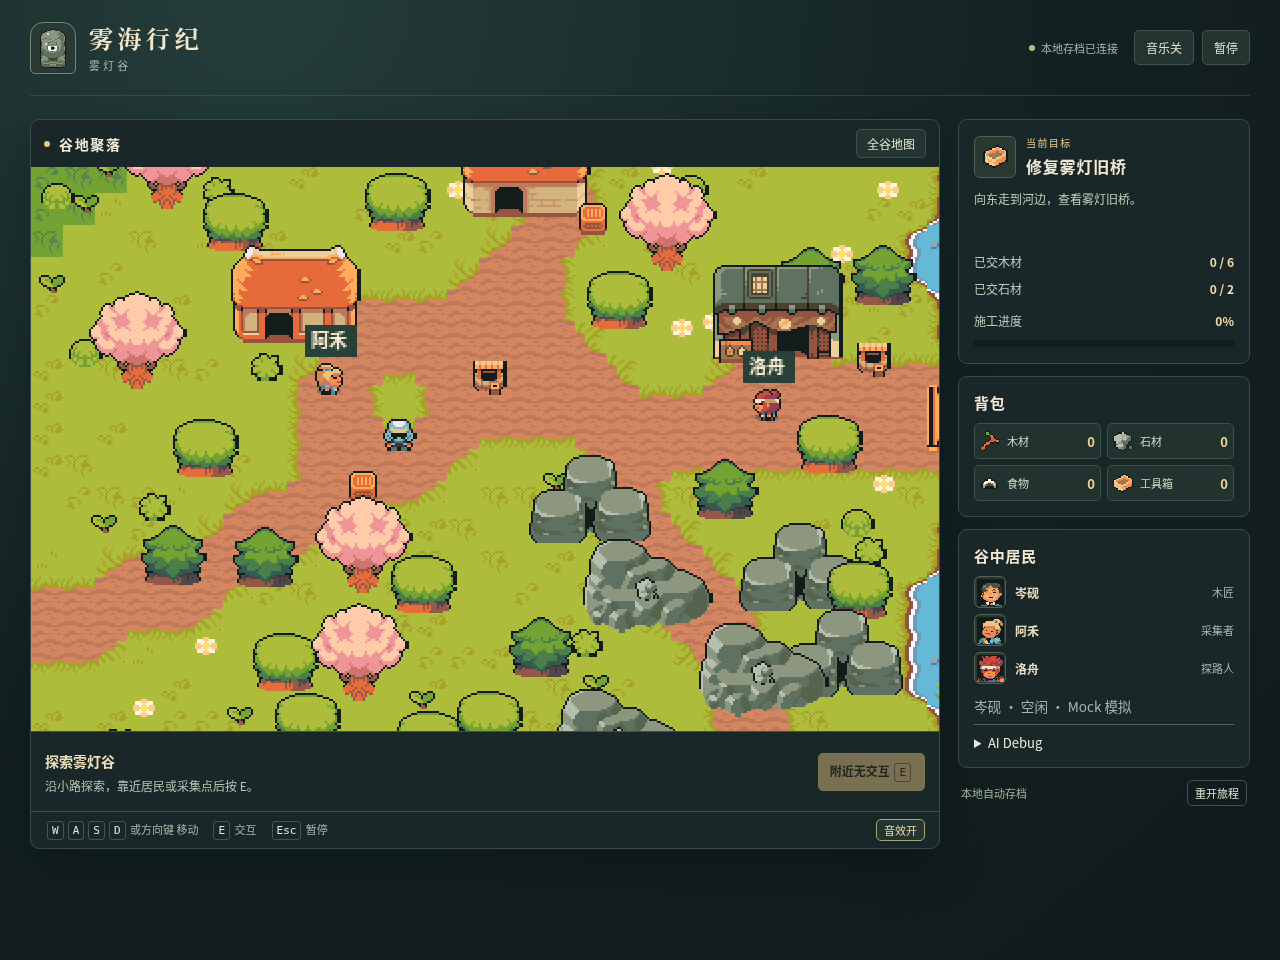 雾海行纪
雾灯谷
本地存档已连接
音乐关
暂停
谷地聚落
全谷地图
阿禾
洛舟
探索雾灯谷
沿小路探索，靠近居民或采集点后按 E。
附近无交互 E
W A S D 或方向键 移动 E 交互 Esc 暂停
音效开
当前目标
修复雾灯旧桥
向东走到河边，查看雾灯旧桥。
已交木材 0 / 6
已交石材 0 / 2
施工进度 0%
背包
木材 0 石材 0
食物 0 工具箱 0
谷中居民
岑砚 木匠
阿禾 采集者
洛舟 探路人
岑砚 · 空闲 · Mock 模拟
▶ AI Debug
本地自动存档
重开旅程